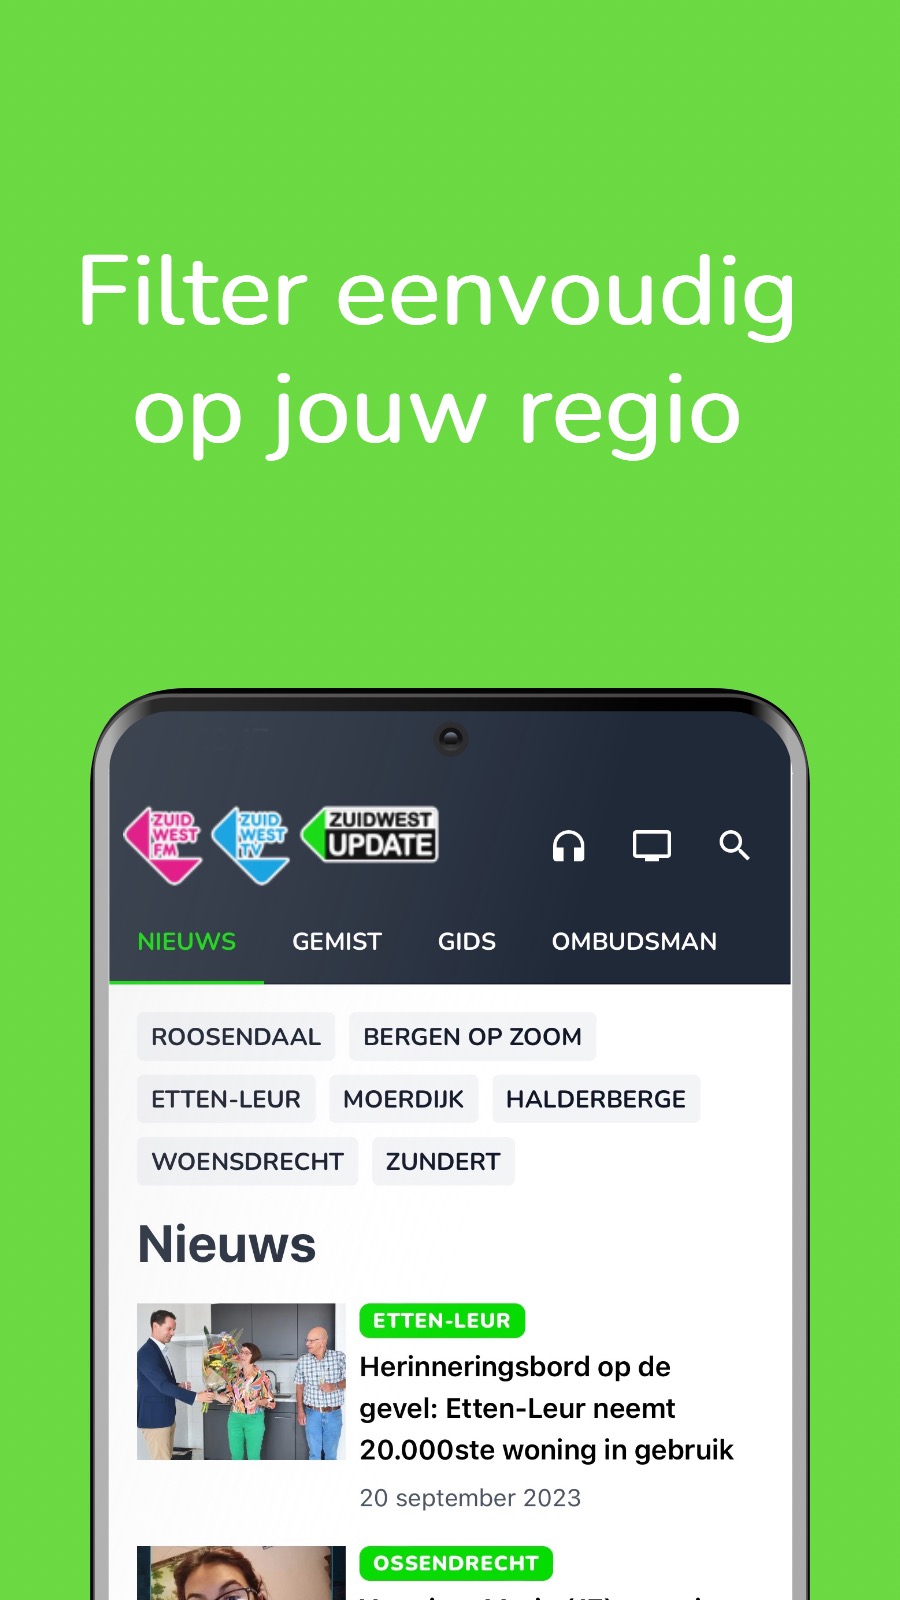 Filter eenvoudig
op jouw regio
ZUID
WEST
FM
ZUID
WEST
TV
ZUIDWEST
UPDATE
NIEUWS GEMIST GIDS OMBUDSMAN
ROOSENDAAL BERGEN OP ZOOM
ETTEN-LEUR MOERDIJK HALDERBERGE
WOENSDRECHT ZUNDERT
Nieuws
ETTEN-LEUR
Herinneringsbord op de
gevel: Etten-Leur neemt
20.000ste woning in gebruik
20 september 2023
OSSENDRECHT